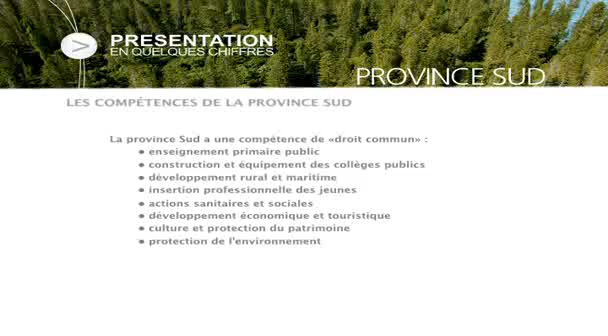 PRESENTATION
EN QUELQUES CHIFFRES
PROVINCE SUD
LES COMPÉTENCES DE LA PROVINCE SUD
La province Sud a une compétence de «droit commun» :
• enseignement primaire public
• construction et équipement des collèges publics
• développement rural et maritime
• insertion professionnelle des jeunes
• actions sanitaires et sociales
• développement économique et touristique
• culture et protection du patrimoine
• protection de l'environnement